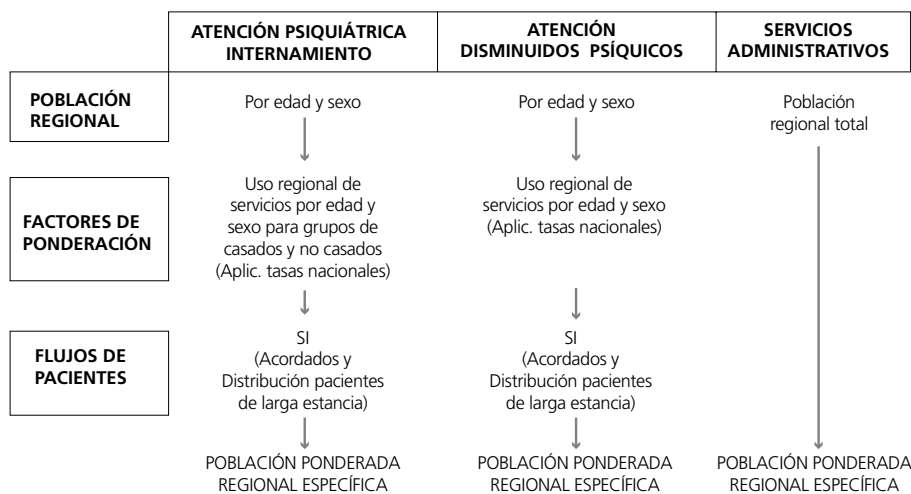 ATENCIÓN PSIQUIÁTRICA
INTERNAMIENTO
ATENCIÓN
DISMINUIDOS PSÍQUICOS
SERVICIOS
ADMINISTRATIVOS
POBLACIÓN
REGIONAL
Por edad y sexo
Por edad y sexo
Población
regional total
FACTORES DE
PONDERACIÓN
Uso regional de
servicios por edad y
sexo para grupos de
casados y no casados
(Aplic. tasas nacionales)
Uso regional de
servicios por edad y sexo
(Aplic. tasas nacionales)
FLUJOS DE
PACIENTES
SI
(Acordados y
Distribución pacientes
de larga estancia)
SI
(Acordados y
Distribución pacientes
de larga estancia)
POBLACIÓN PONDERADA
REGIONAL ESPECÍFICA
POBLACIÓN PONDERADA
REGIONAL ESPECÍFICA
POBLACIÓN PONDERADA
REGIONAL ESPECÍFICA